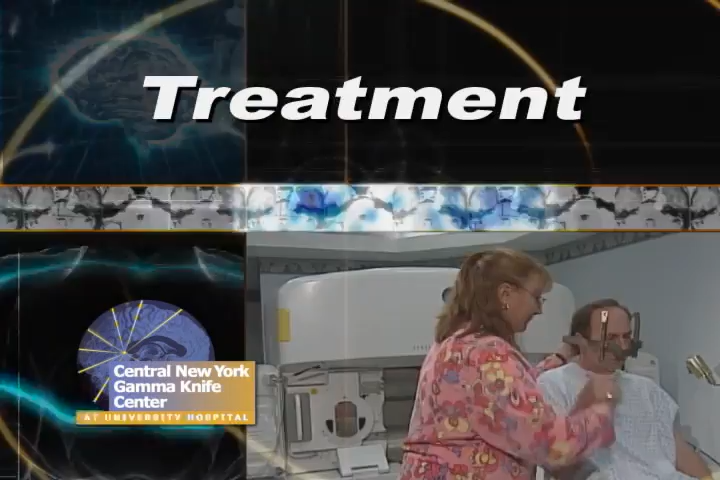 Treatment
Central New York
Gamma Knife
Center
AT UNIVERSITY HOSPITAL